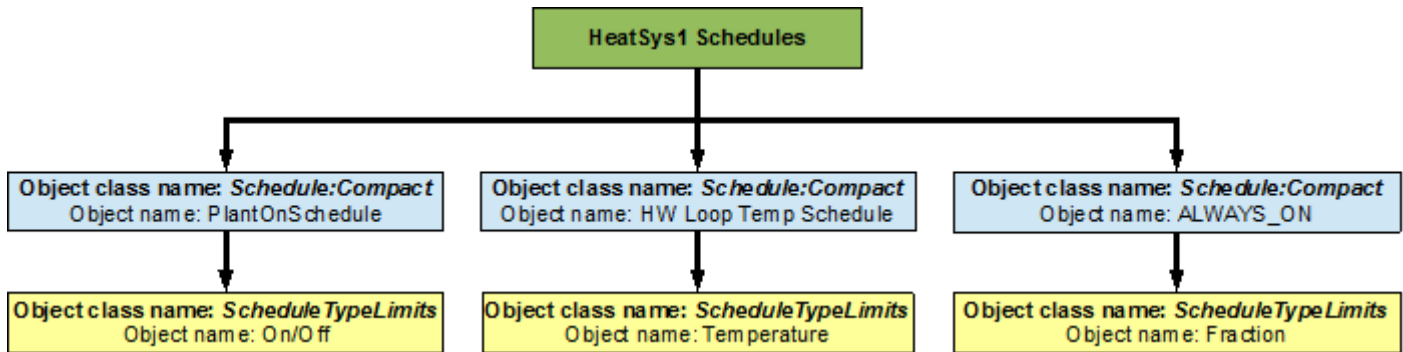 HeatSys1 Schedules
Object class name: Schedule:Compact
Object name: PlantOnSchedule
Object class name: Schedule:Compact
Object name: HW Loop Temp Schedule
Object class name: Schedule:Compact
Object name: ALWAYS_ON
Object class name: ScheduleTypeLimits
Object name: On/Off
Object class name: ScheduleTypeLimits
Object name: Temperature
Object class name: ScheduleTypeLimits
Object name: Fraction